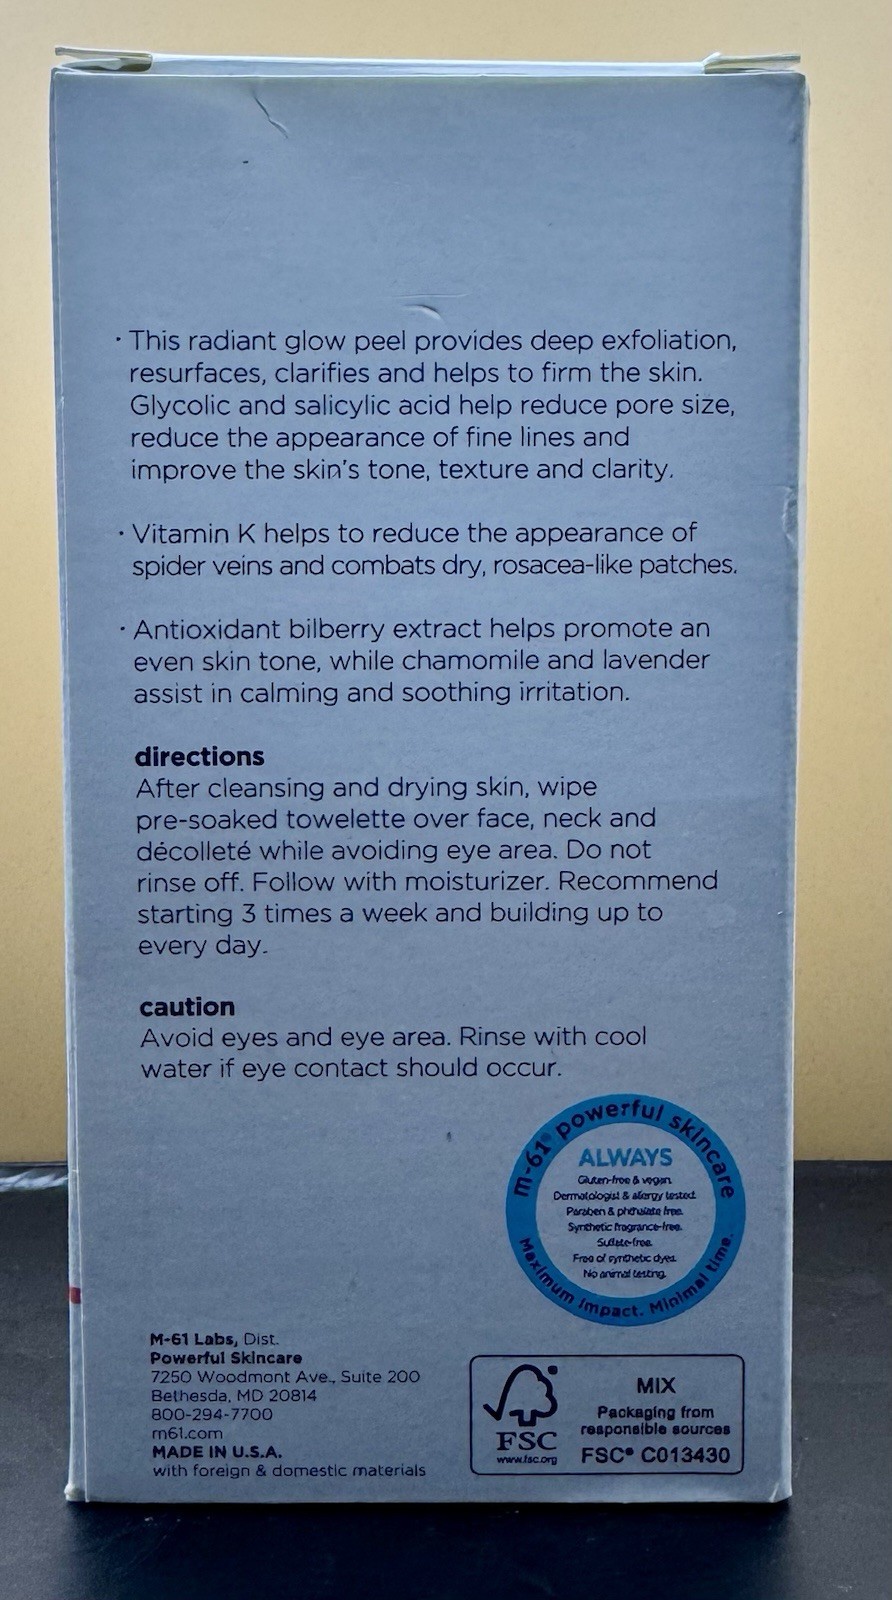 · This radiant glow peel provides deep exfoliation,
resurfaces, clarifies and helps to firm the skin.
Glycolic and salicylic acid help reduce pore size,
reduce the appearance of fine lines and
improve the skin's tone, texture and clarity.
· Vitamin K helps to reduce the appearance of
spider veins and combats dry, rosacea-like patches.
· Antioxidant bilberry extract helps promote an
even skin tone, while chamomile and lavender
assist in calming and soothing irritation.
directions
After cleansing and drying skin, wipe
pre-soaked towelette over face, neck and
décolleté while avoiding eye area. Do not
rinse off. Follow with moisturizer. Recommend
starting 3 times a week and building up to
every day.
caution
Avoid eyes and eye area. Rinse with cool
water if eye contact should occur.
m-61® powerful skincare
ALWAYS
Gluten-free & vegan.
Dermatologist & allergy tested.
Paraben & phthalate free.
Synthetic fragrance-free.
Sulfate-free.
Free of synthetic dyes.
No animal testing.
Maximum impact. Minimal time.
M-61 Labs, Dist.
Powerful Skincare
7250 Woodmont Ave., Suite 200
Bethesda, MD 20814
800-294-7700
m61.com
MADE IN U.S.A.
with foreign & domestic materials
FSC
www.fsc.org
MIX
Packaging from
responsible sources
FSC® C013430